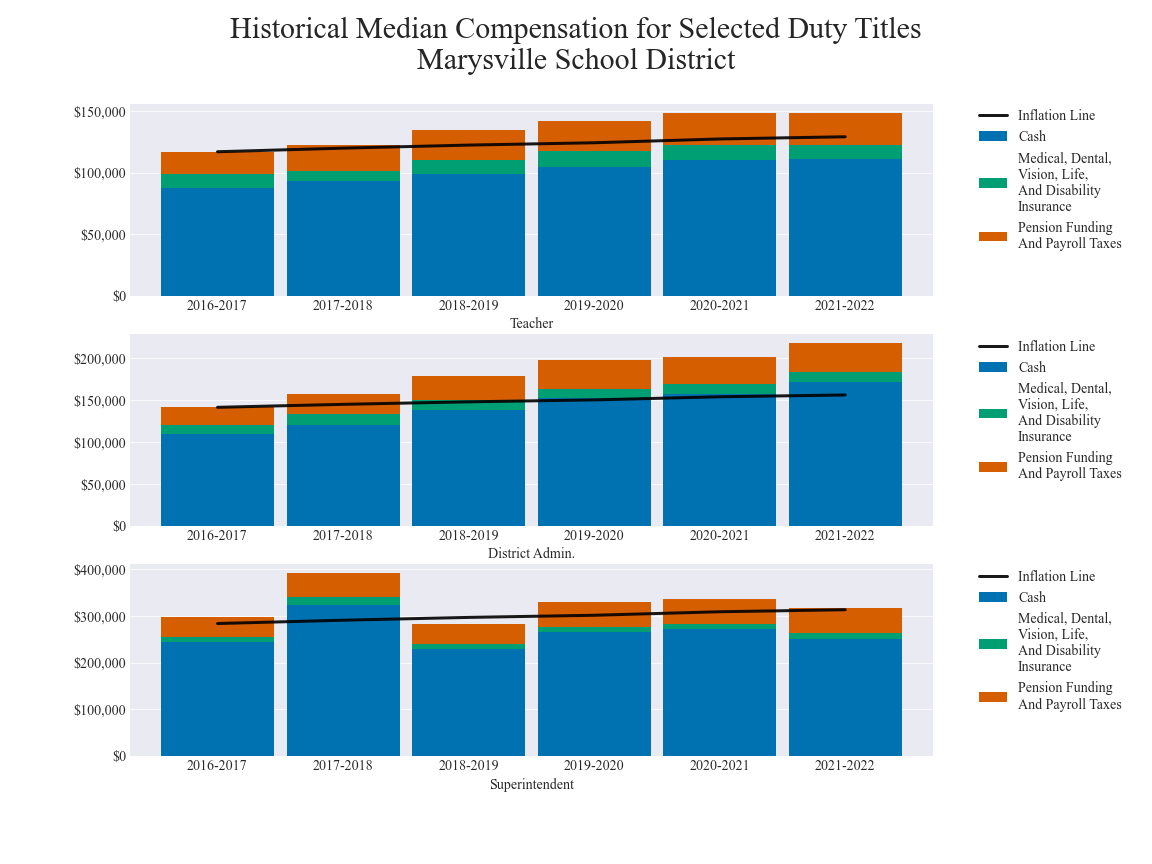 Historical Median Compensation for Selected Duty Titles
Marysville School District
$150,000
$100,000
$50,000
$0
2016-2017 2017-2018 2018-2019 2019-2020 2020-2021 2021-2022
Teacher
Inflation Line
Cash
Medical, Dental,
Vision, Life,
And Disability
Insurance
Pension Funding
And Payroll Taxes
$200,000
$150,000
$100,000
$50,000
$0
2016-2017 2017-2018 2018-2019 2019-2020 2020-2021 2021-2022
District Admin.
Inflation Line
Cash
Medical, Dental,
Vision, Life,
And Disability
Insurance
Pension Funding
And Payroll Taxes
$400,000
$300,000
$200,000
$100,000
$0
2016-2017 2017-2018 2018-2019 2019-2020 2020-2021 2021-2022
Superintendent
Inflation Line
Cash
Medical, Dental,
Vision, Life,
And Disability
Insurance
Pension Funding
And Payroll Taxes